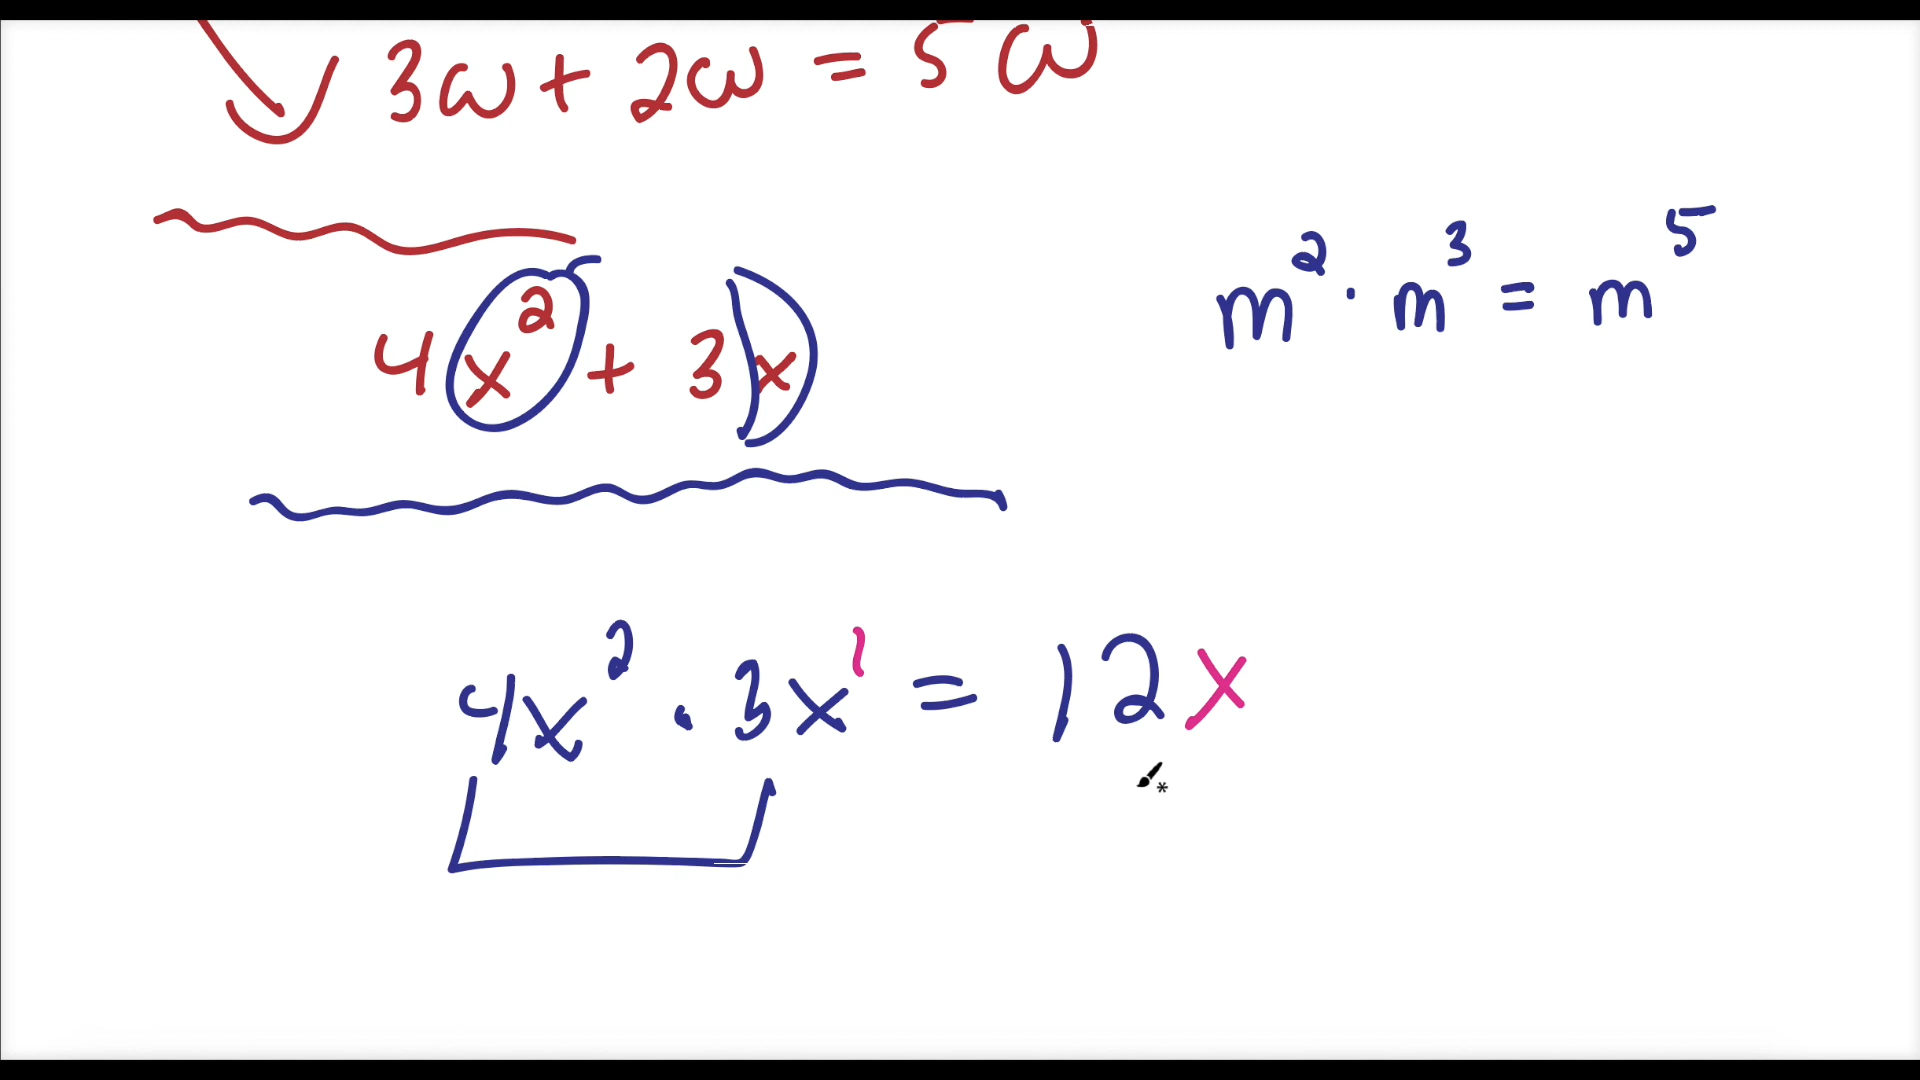 3w + 2w = 5w
m² · m³ = m⁵
4x² + 3x
4x² · 3x¹ = 12x